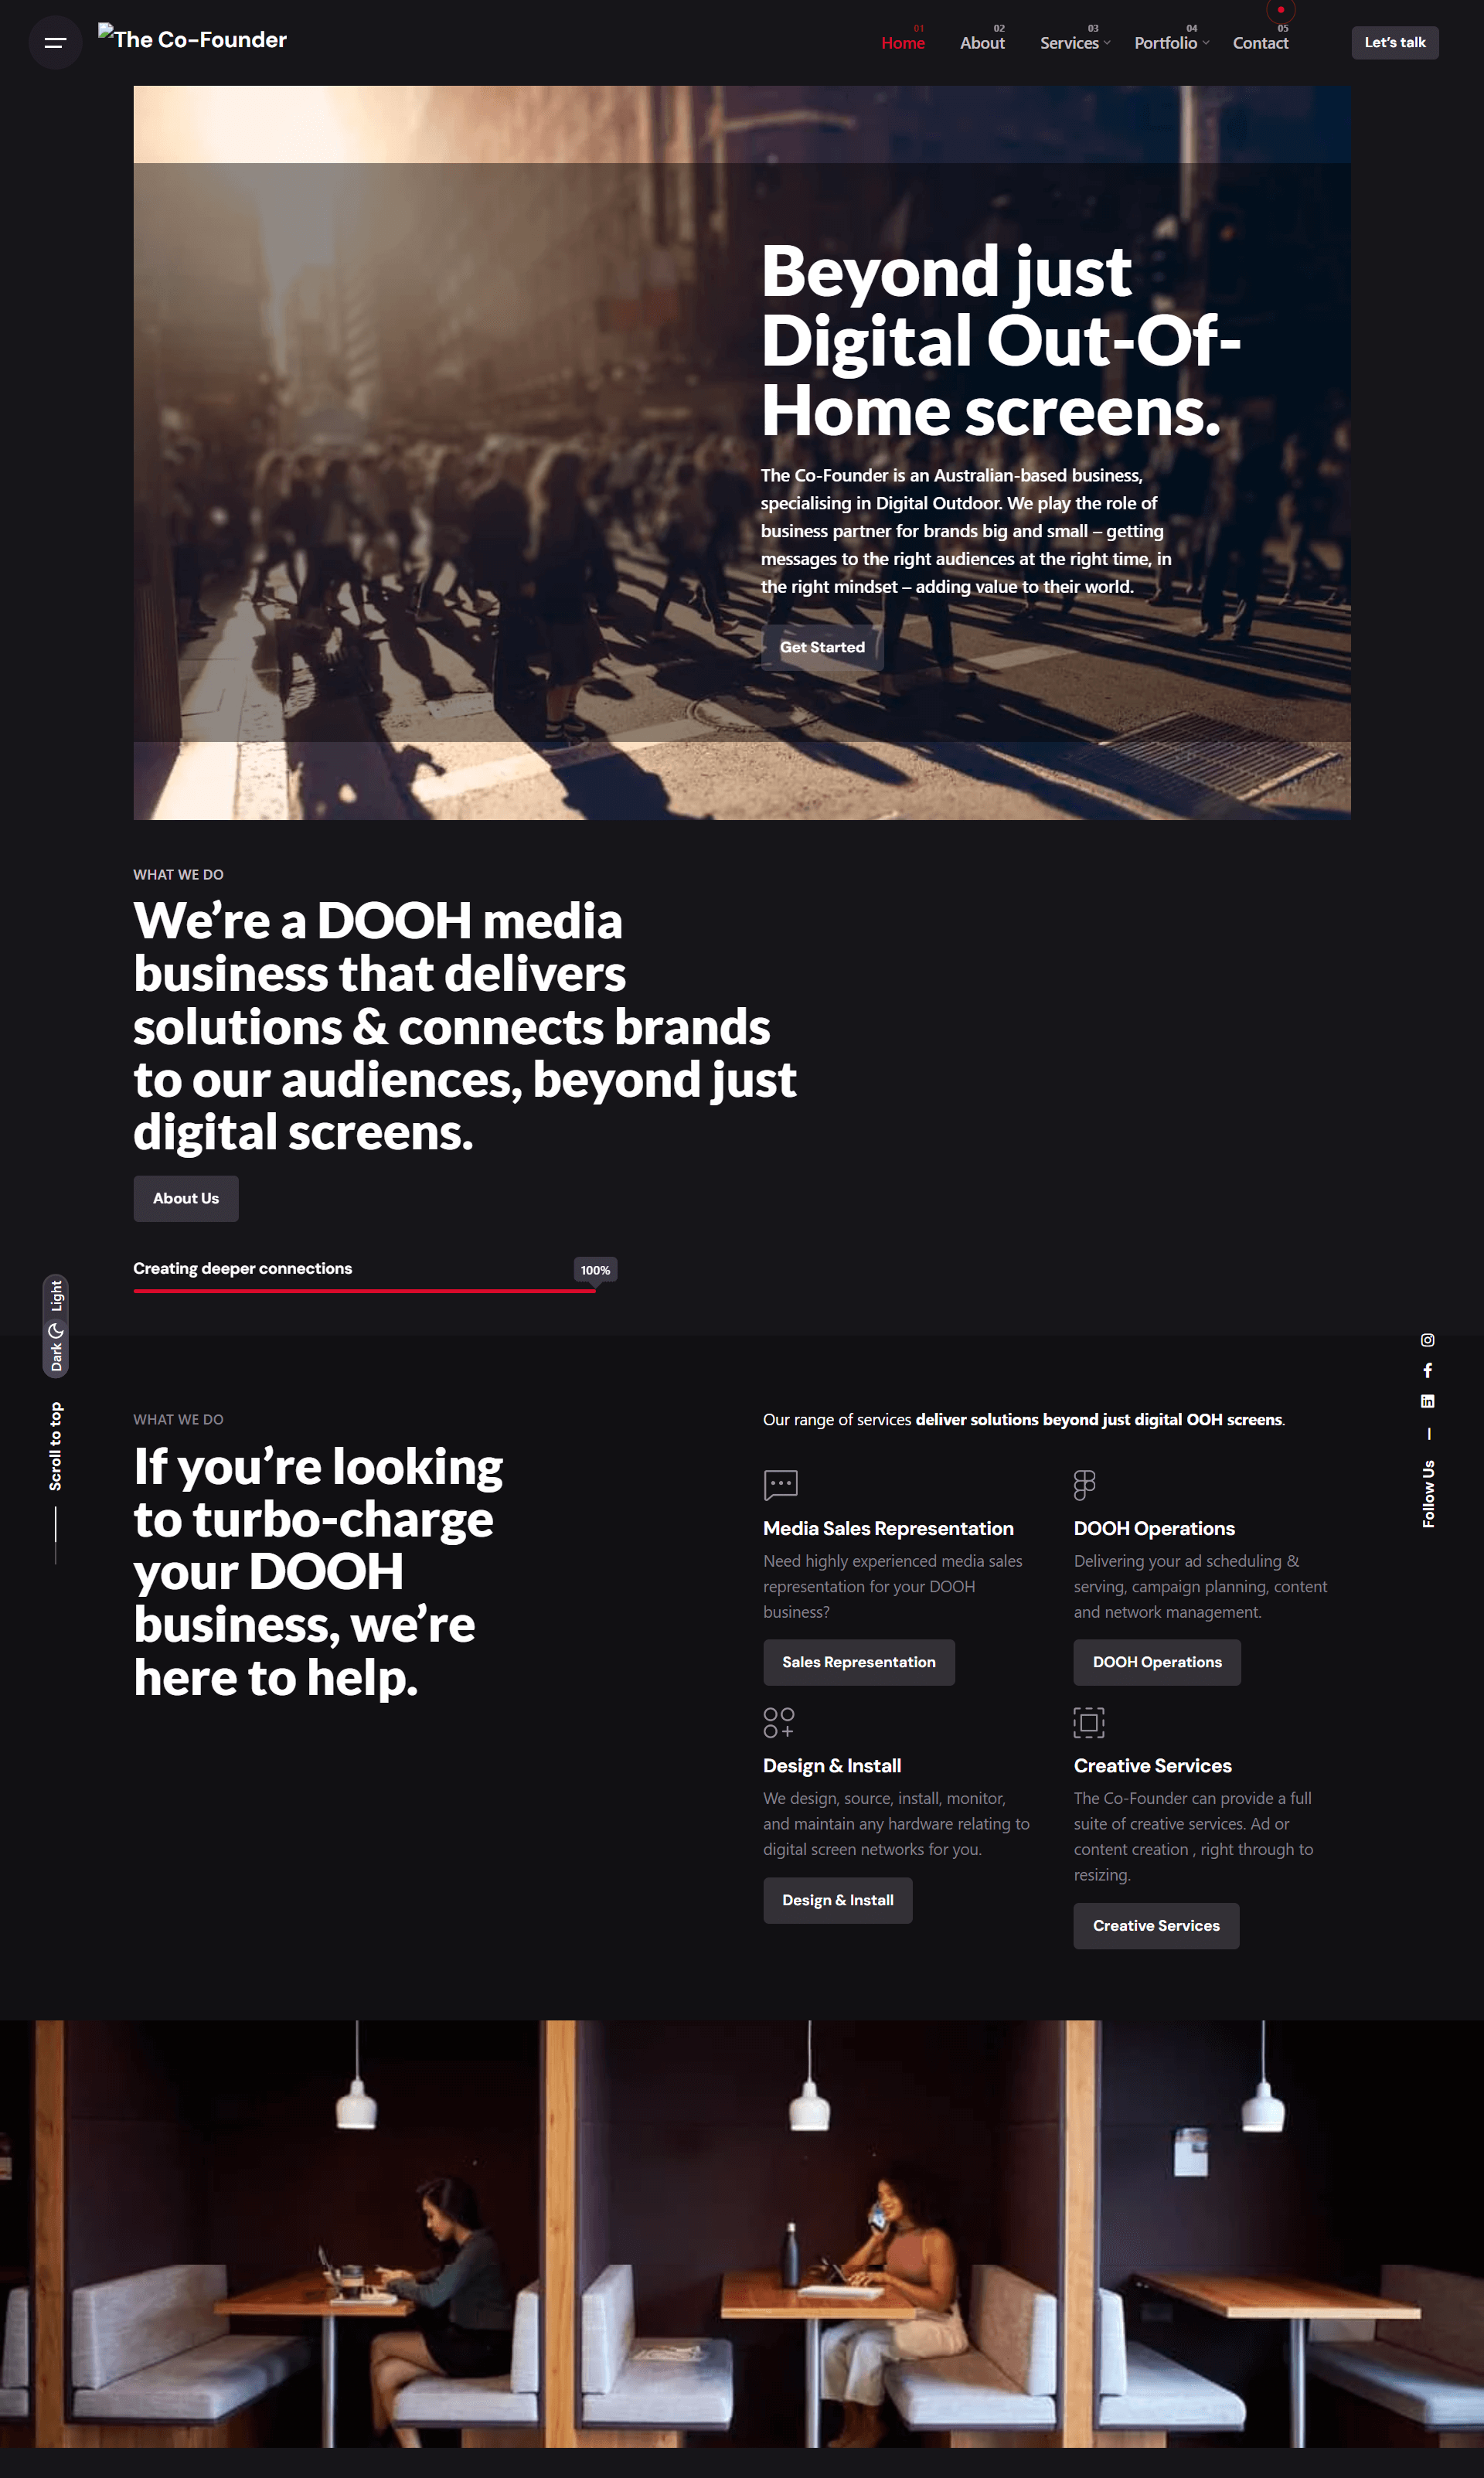 The Co-Founder
01
Home
02
About
03
Services
04
Portfolio
05
Contact
Let's talk
Beyond just
Digital Out-Of-
Home screens.
The Co-Founder is an Australian-based business,
specialising in Digital Outdoor. We play the role of
business partner for brands big and small – getting
messages to the right audiences at the right time, in
the right mindset – adding value to their world.
Get Started
WHAT WE DO
We're a DOOH media
business that delivers
solutions & connects brands
to our audiences, beyond just
digital screens.
About Us
Creating deeper connections
100%
Light
Dark
Scroll to top
Follow Us
WHAT WE DO
If you're looking
to turbo-charge
your DOOH
business, we're
here to help.
Our range of services deliver solutions beyond just digital OOH screens.
Media Sales Representation
Need highly experienced media sales
representation for your DOOH
business?
Sales Representation
DOOH Operations
Delivering your ad scheduling &
serving, campaign planning, content
and network management.
DOOH Operations
Design & Install
We design, source, install, monitor,
and maintain any hardware relating to
digital screen networks for you.
Design & Install
Creative Services
The Co-Founder can provide a full
suite of creative services. Ad or
content creation , right through to
resizing.
Creative Services